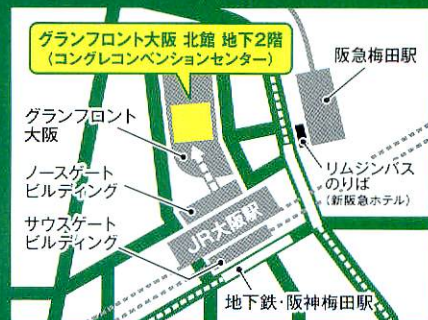 グランフロント大阪 北館 地下2階
(コングレコンベンションセンター)
阪急梅田駅
グランフロント
大阪
ノースゲート
ビルディング
リムジンバス
のりば
(新阪急ホテル)
サウスゲート
ビルディング
JR大阪駅
地下鉄・阪神梅田駅